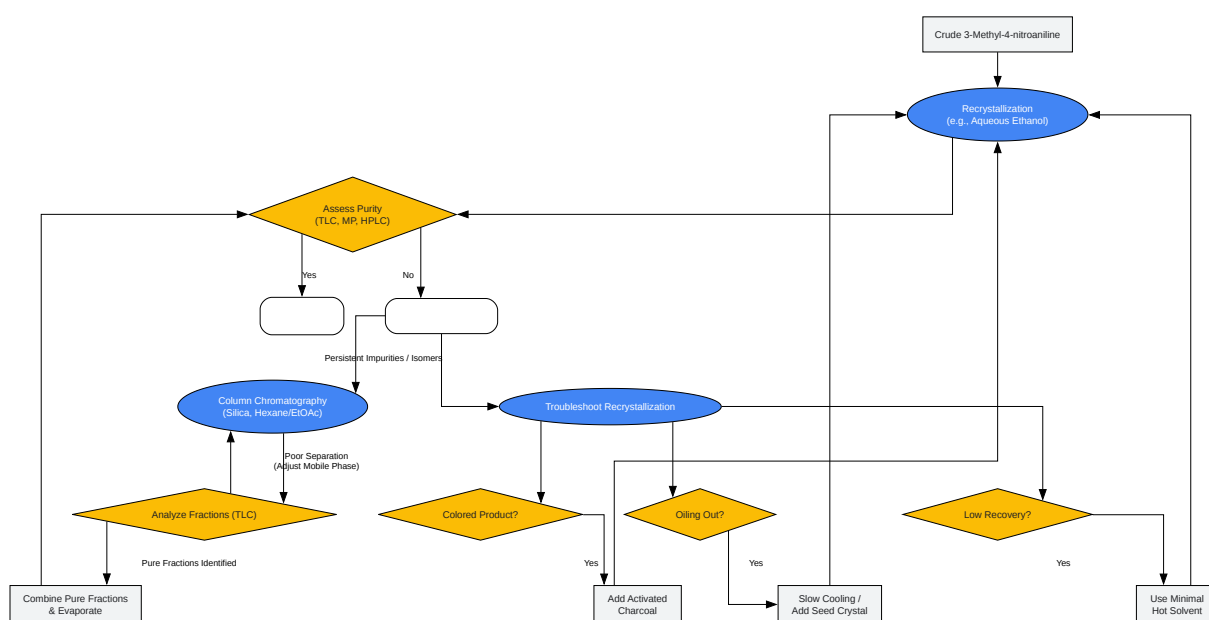 Crude 3-Methyl-4-nitroaniline
Recrystallization
(e.g., Aqueous Ethanol)
Assess Purity
(TLC, MP, HPLC)
Yes
No
Persistent Impurities / Isomers
Column Chromatography
(Silica, Hexane/EtOAc)
Troubleshoot Recrystallization
Poor Separation
(Adjust Mobile Phase)
Analyze Fractions (TLC)
Colored Product?
Oiling Out?
Low Recovery?
Pure Fractions Identified
Yes
Yes
Yes
Combine Pure Fractions
& Evaporate
Add Activated
Charcoal
Slow Cooling /
Add Seed Crystal
Use Minimal
Hot Solvent